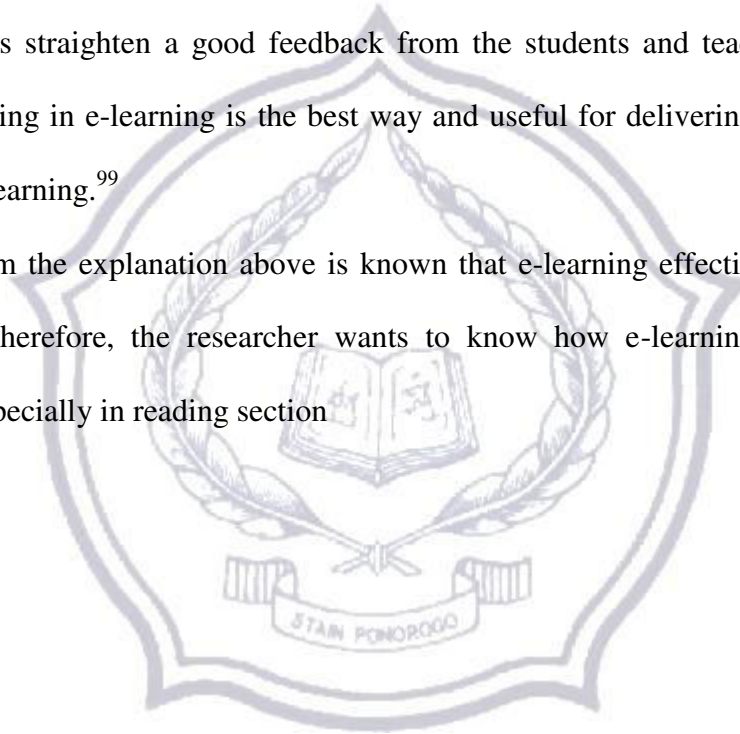 s straighten a good feedback from the students and tea
ing in e-learning is the best way and useful for deliverin
earning.99
m the explanation above is known that e-learning effecti
herefore, the researcher wants to know how e-learnin
pecially in reading section
STAIN PONOROGO